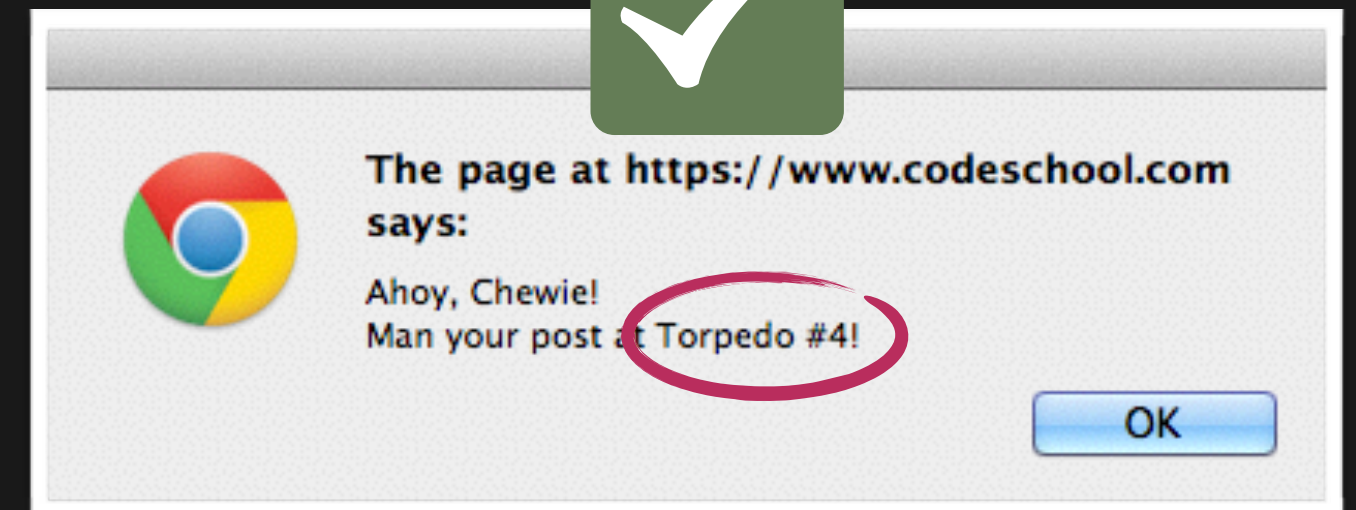 The page at https://www.codeschool.com
says:
Ahoy, Chewie!
Man your post at Torpedo #4!
OK